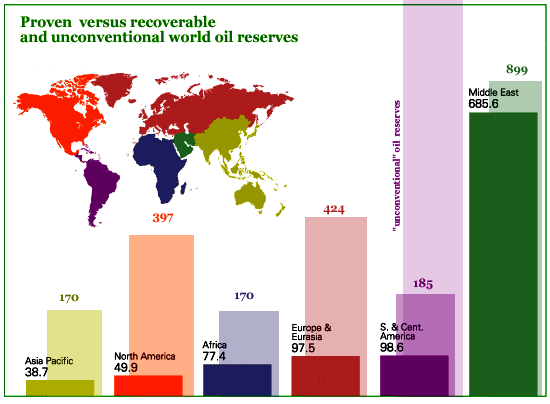 Proven versus recoverable
and unconventional world oil reserves
899
Middle East
685.6
"unconventional" oil reserves
397
424
185
170
170
Asia Pacific
38.7
North America
49.9
Africa
77.4
Europe &
Eurasia
97.5
S. & Cent.
America
98.6